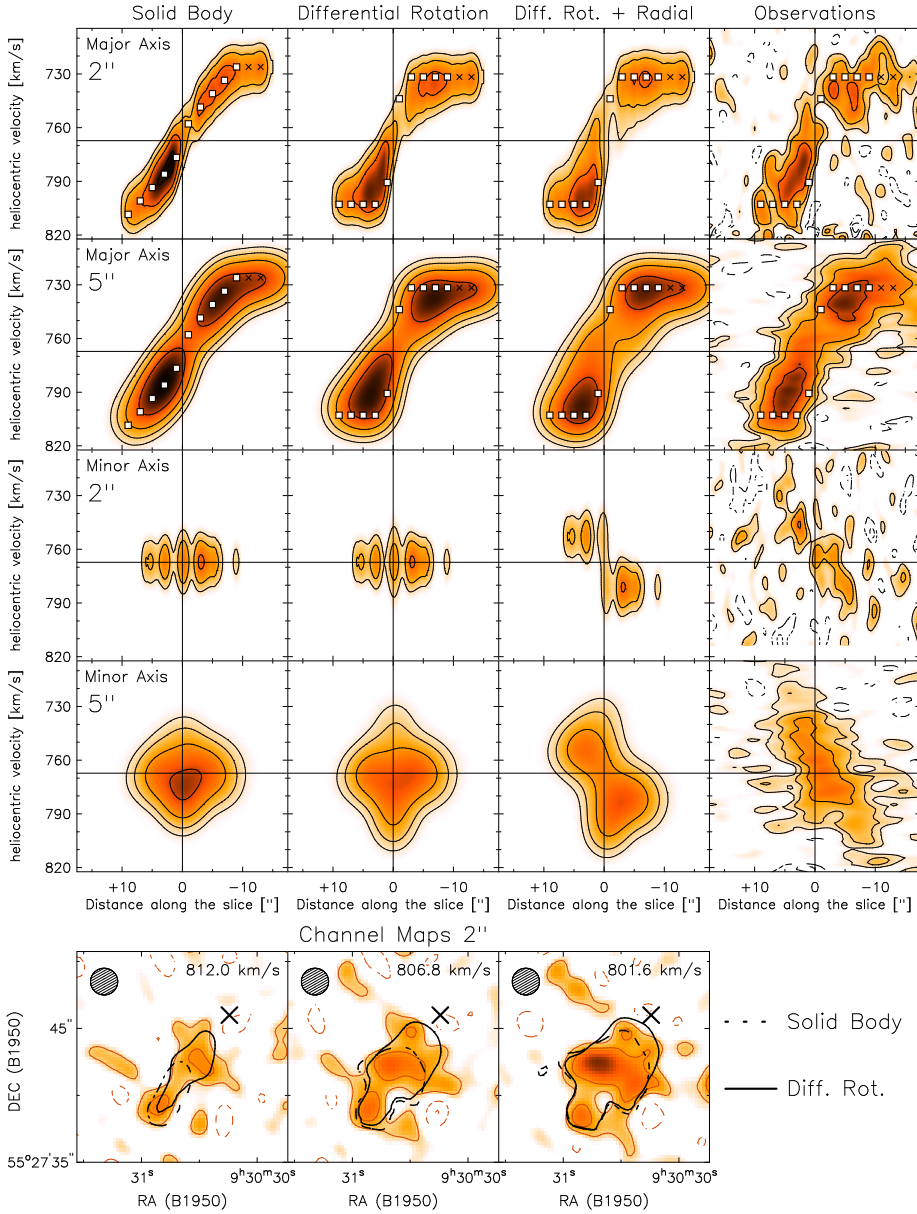 Solid Body
Differential Rotation
Diff. Rot. + Radial
Observations
heliocentric velocity [km/s]
730
760
790
820
Major Axis
2"
heliocentric velocity [km/s]
730
760
790
820
Major Axis
5"
heliocentric velocity [km/s]
730
760
790
820
Minor Axis
2"
heliocentric velocity [km/s]
730
760
790
820
Minor Axis
5"
+10 0 -10
+10 0 -10
+10 0 -10
+10 0 -10
Distance along the slice ["]
Distance along the slice ["]
Distance along the slice ["]
Distance along the slice ["]
Channel Maps 2"
812.0 km/s
806.8 km/s
801.6 km/s
DEC (B1950)
45"
55°27'35"
31s 9h30m30s
31s 9h30m30s
31s 9h30m30s
RA (B1950)
RA (B1950)
RA (B1950)
Solid Body
Diff. Rot.